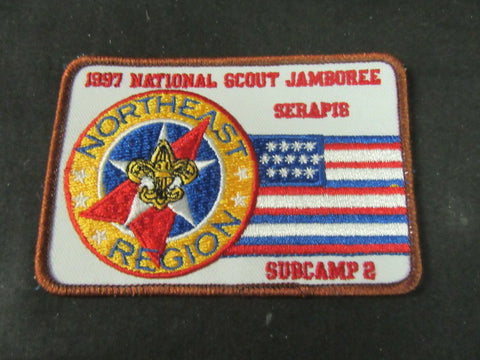 1997 NATIONAL SCOUT JAMBOREE
SERAPIS
NORTHEAST
REGION
SUBCAMP 2